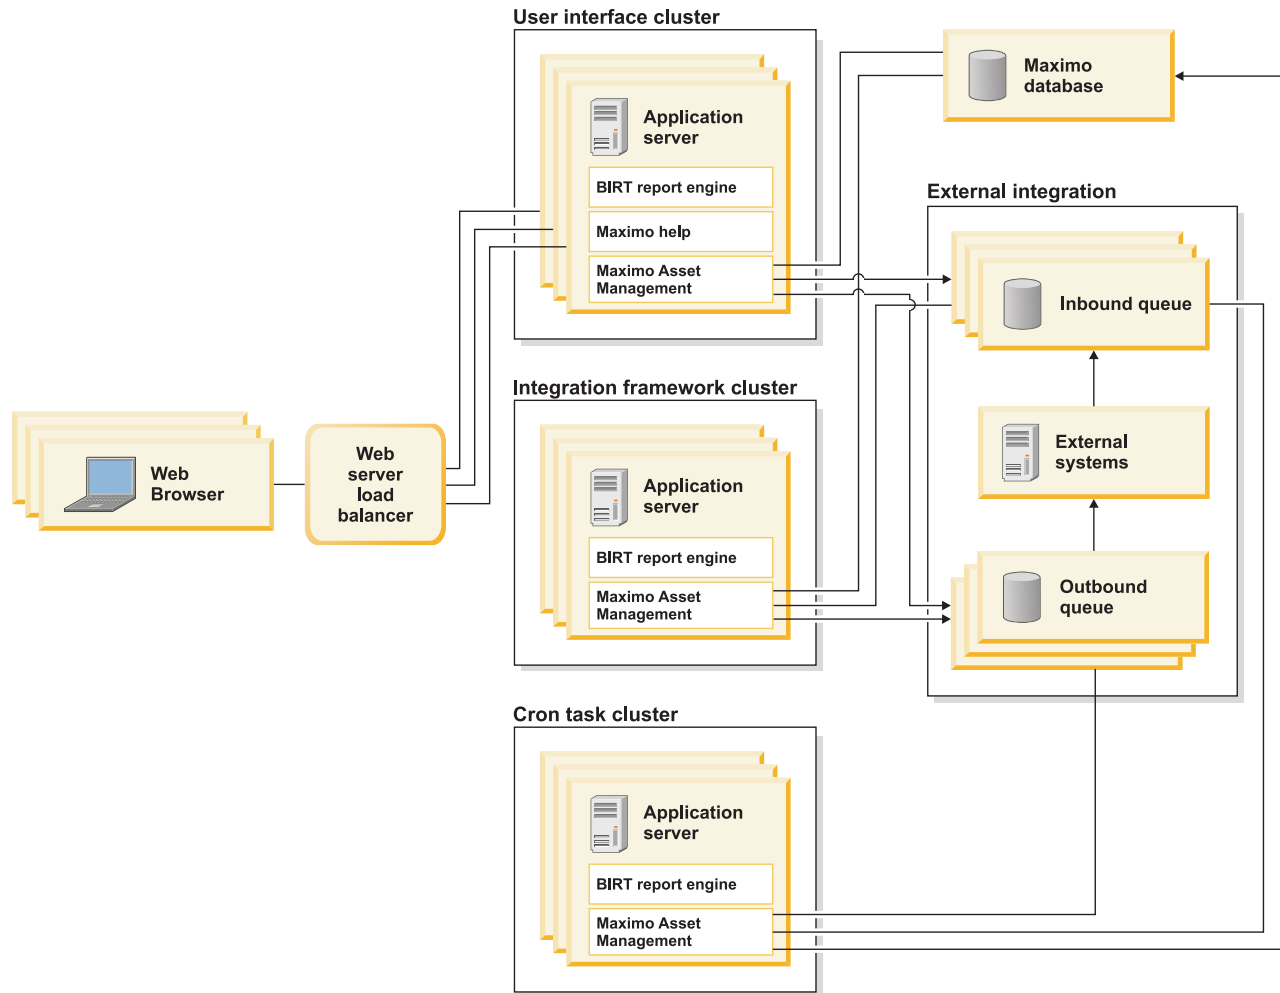 User interface cluster
Application
server
BIRT report engine
Maximo help
Maximo Asset
Management
Maximo
database
External integration
Inbound queue
External
systems
Outbound
queue
Integration framework cluster
Application
server
BIRT report engine
Maximo Asset
Management
Web
Browser
Web
server
load
balancer
Cron task cluster
Application
server
BIRT report engine
Maximo Asset
Management